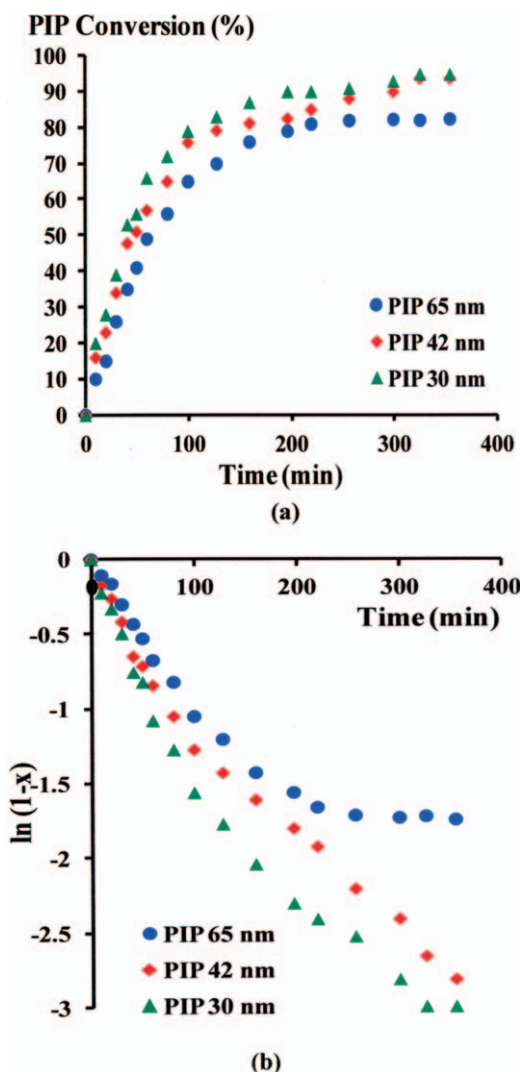 PIP Conversion (%)
100
90
80
70
60
50
40
30
20
10
0
PIP 65 nm
PIP 42 nm
PIP 30 nm
0 100 200 300 400
Time (min)
(a)
0
100 200 300 400
Time (min)
-0.5
-1
-1.5
-2
-2.5
-3
ln (1-x)
PIP 65 nm
PIP 42 nm
PIP 30 nm
(b)